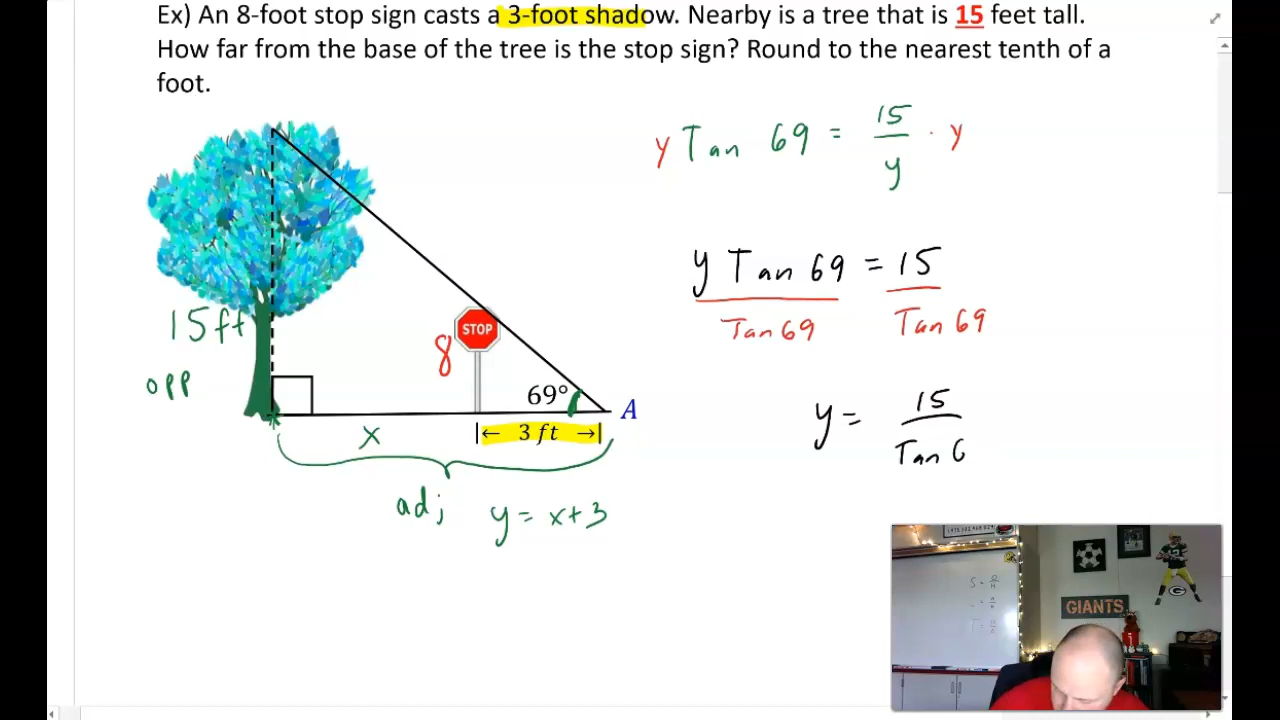 Ex) An 8-foot stop sign casts a 3-foot shadow. Nearby is a tree that is 15 feet tall.
How far from the base of the tree is the stop sign? Round to the nearest tenth of a
foot.
y Tan 69 = 15/y · y
y Tan 69 = 15
Tan 69 Tan 69
y = 15/Tan 6
15ft
opp
8
STOP
69°
A
x
|← 3 ft →|
adj y = x+3
GIANTS
G